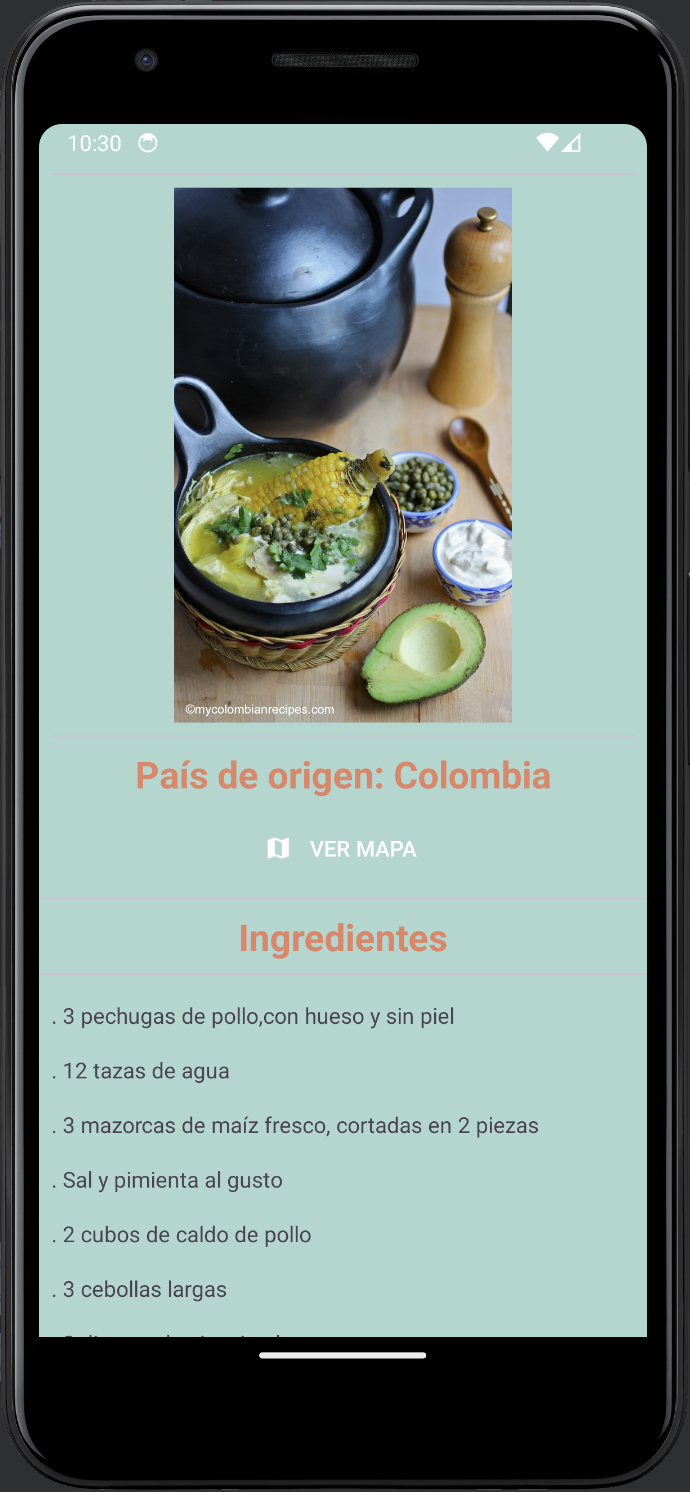 10:30
©mycolombianrecipes.com
País de origen: Colombia
VER MAPA
Ingredientes
. 3 pechugas de pollo,con hueso y sin piel
. 12 tazas de agua
. 3 mazorcas de maíz fresco, cortadas en 2 piezas
. Sal y pimienta al gusto
. 2 cubos de caldo de pollo
. 3 cebollas largas